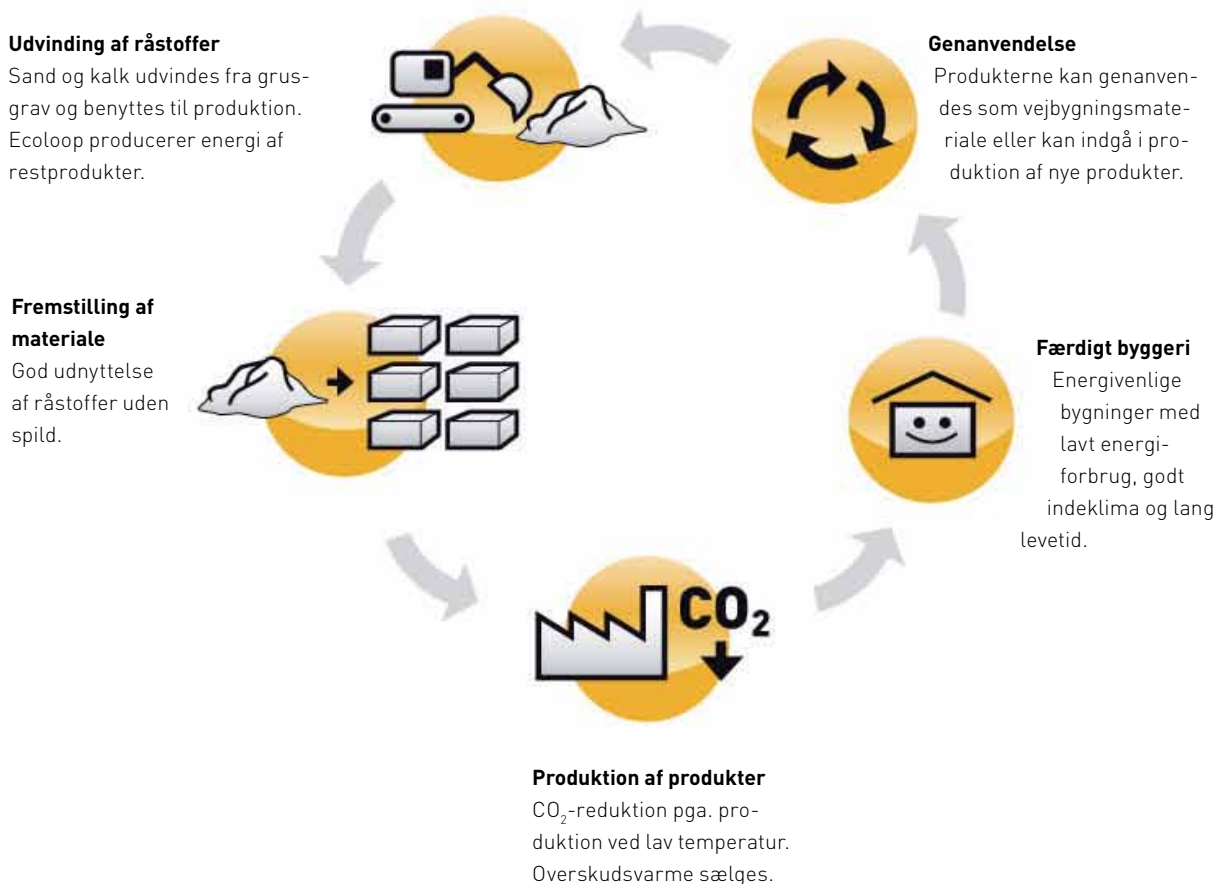 Udvinding af råstoffer
Sand og kalk udvindes fra grus-
grav og benyttes til produktion.
Ecoloop producerer energi af
restprodukter.
Fremstilling af
materiale
God udnyttelse
af råstoffer uden
spild.
CO₂
Produktion af produkter
CO₂-reduktion pga. pro-
duktion ved lav temperatur.
Overskudsvarme sælges.
Færdigt byggeri
Energivenlige
bygninger med
lavt energi-
forbrug, godt
indeklima og lang
levetid.
Genanvendelse
Produkterne kan genanven-
des som vejbygningsmate-
riale eller kan indgå i pro-
duktion af nye produkter.